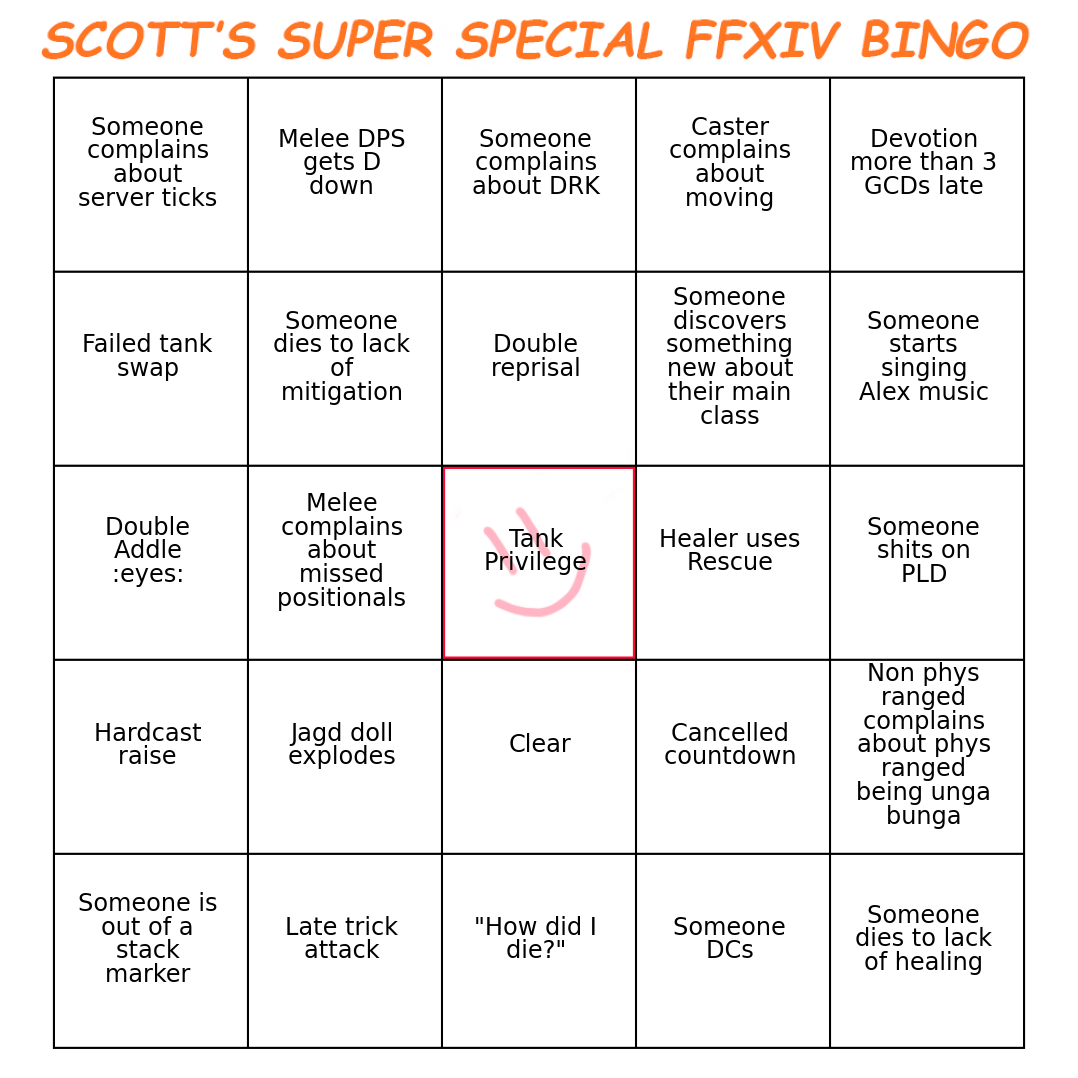 SCOTT'S SUPER SPECIAL FFXIV BINGO
Someone
complains
about
server ticks
Melee DPS
gets D
down
Someone
complains
about DRK
Caster
complains
about
moving
Devotion
more than 3
GCDs late
Failed tank
swap
Someone
dies to lack
of
mitigation
Double
reprisal
Someone
discovers
something
new about
their main
class
Someone
starts
singing
Alex music
Double
Addle
:eyes:
Melee
complains
about
missed
positionals
Tank
Privilege
Healer uses
Rescue
Someone
shits on
PLD
Hardcast
raise
Jagd doll
explodes
Clear
Cancelled
countdown
Non phys
ranged
complains
about phys
ranged
being unga
bunga
Someone is
out of a
stack
marker
Late trick
attack
"How did I
die?"
Someone
DCs
Someone
dies to lack
of healing